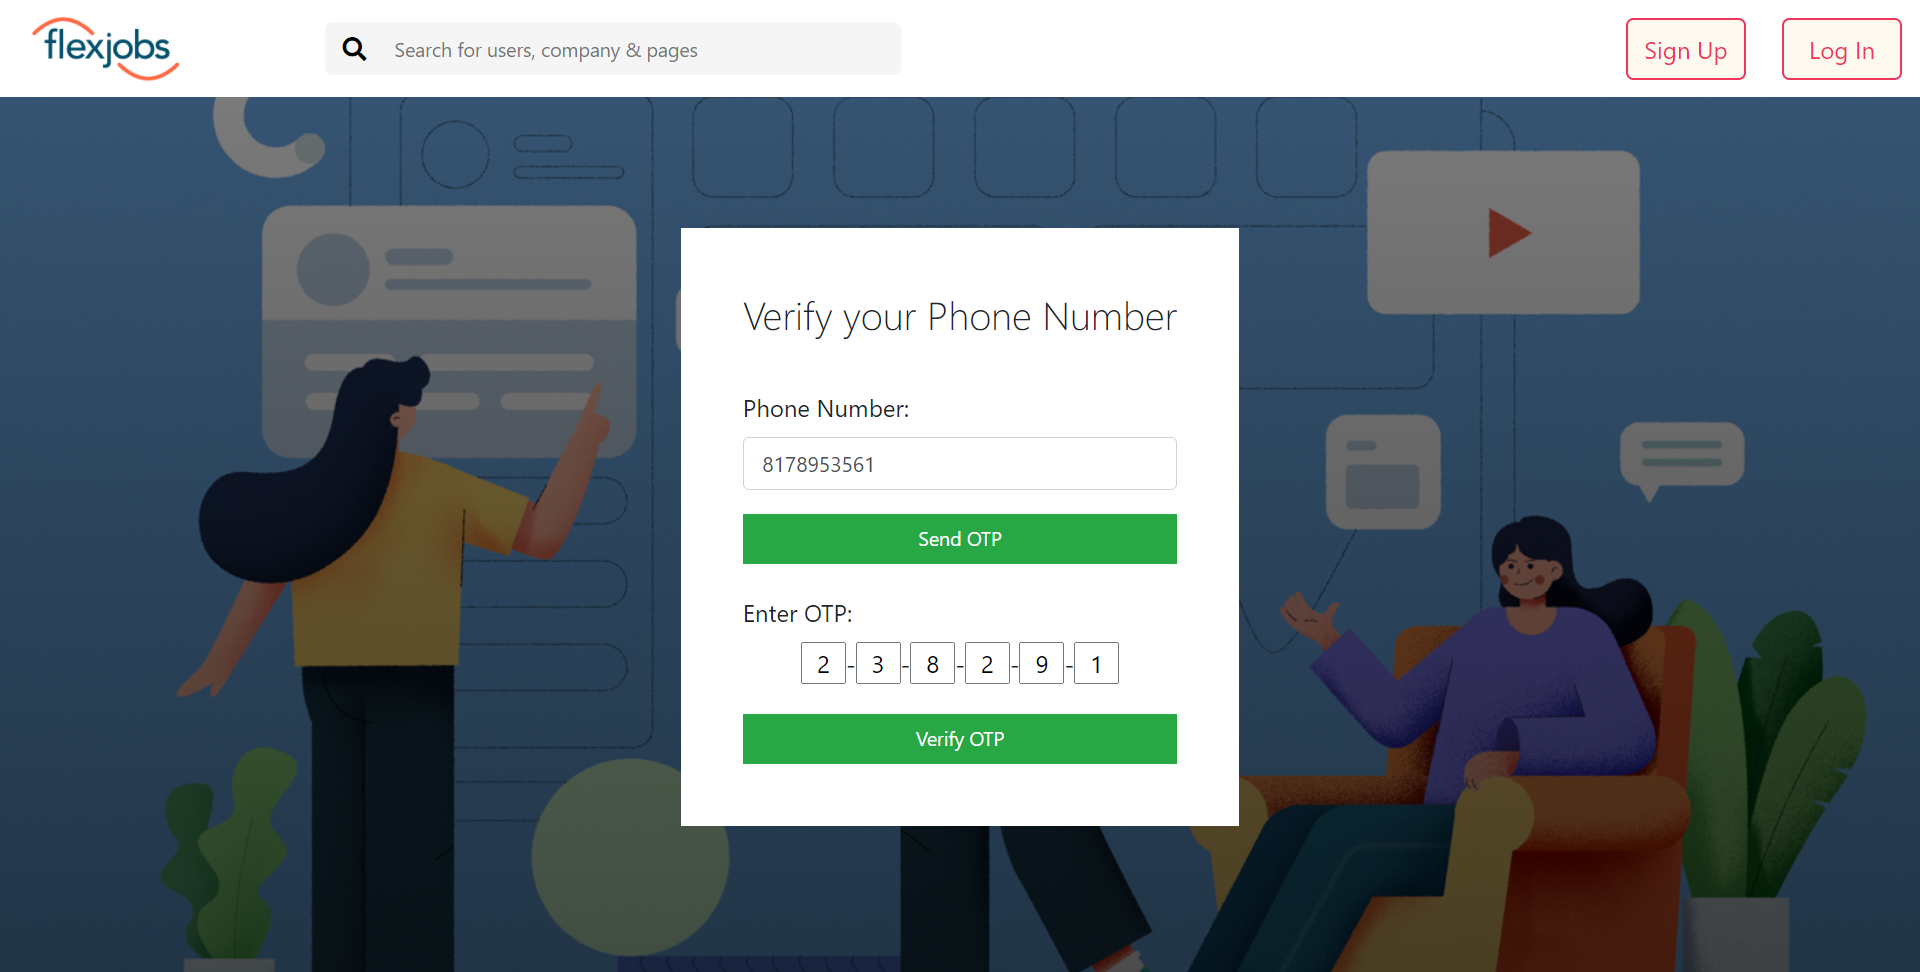 flexjobs
Search for users, company & pages
Sign Up
Log In
Verify your Phone Number
Phone Number:
8178953561
Send OTP
Enter OTP:
2-3-8-2-9-1
Verify OTP